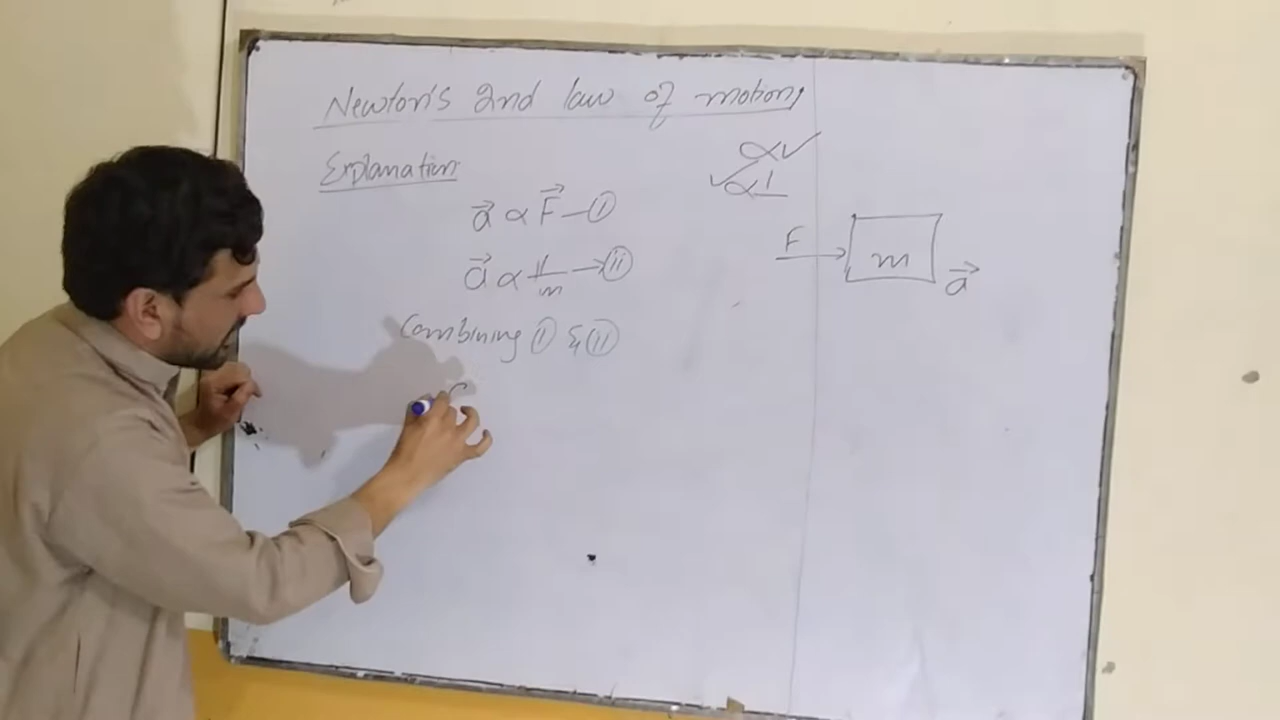 Newton's 2nd law of motion,
Explanation
∝✓
✓∝ 1
a⃗ ∝ F⃗ — (i)
a⃗ ∝ 1/m → (ii)
Combining (i) & (ii)
F
m
a⃗